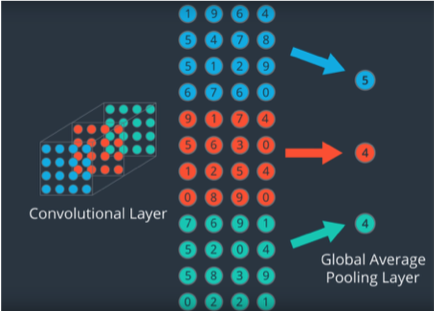 1 9 6 4
5 4 7 8
5 1 2 9
6 7 6 0
5
9 1 7 4
5 6 3 0
1 2 5 4
0 8 9 0
4
7 6 9 1
5 2 0 4
5 8 3 9
0 2 2 1
4
Convolutional Layer
Global Average
Pooling Layer